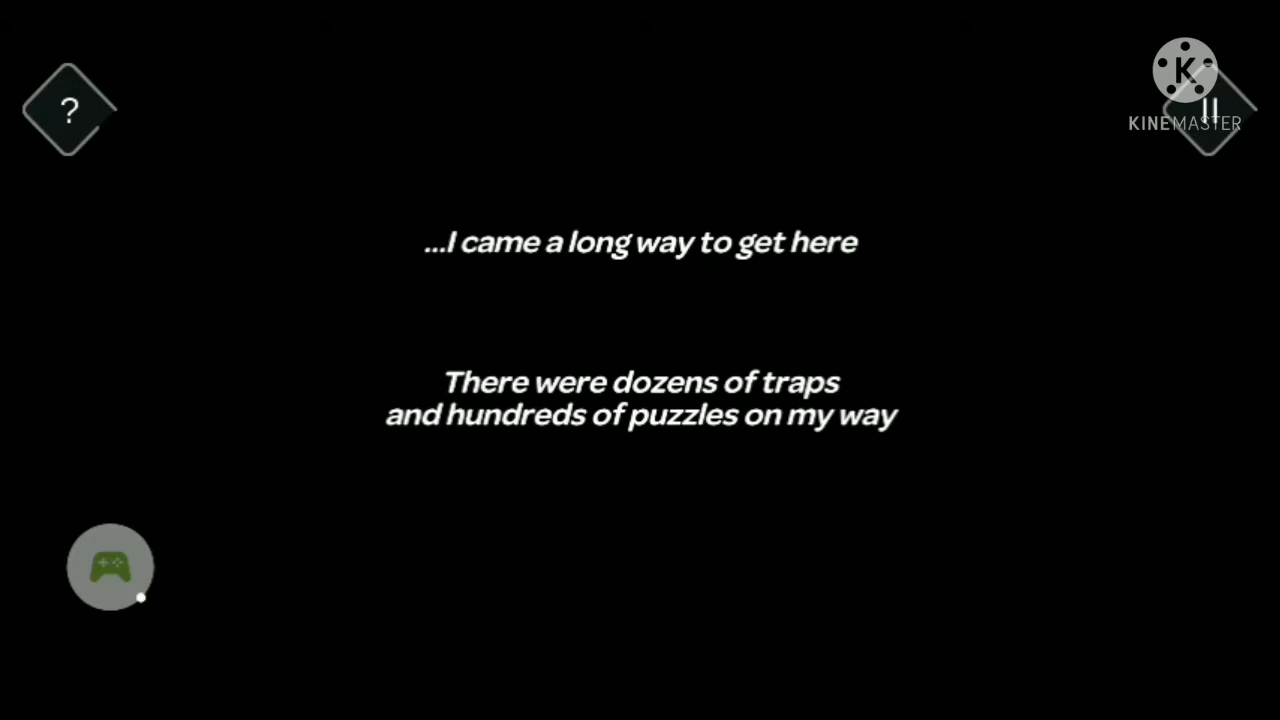 ?
K
KINEMASTER
...I came a long way to get here
There were dozens of traps
and hundreds of puzzles on my way